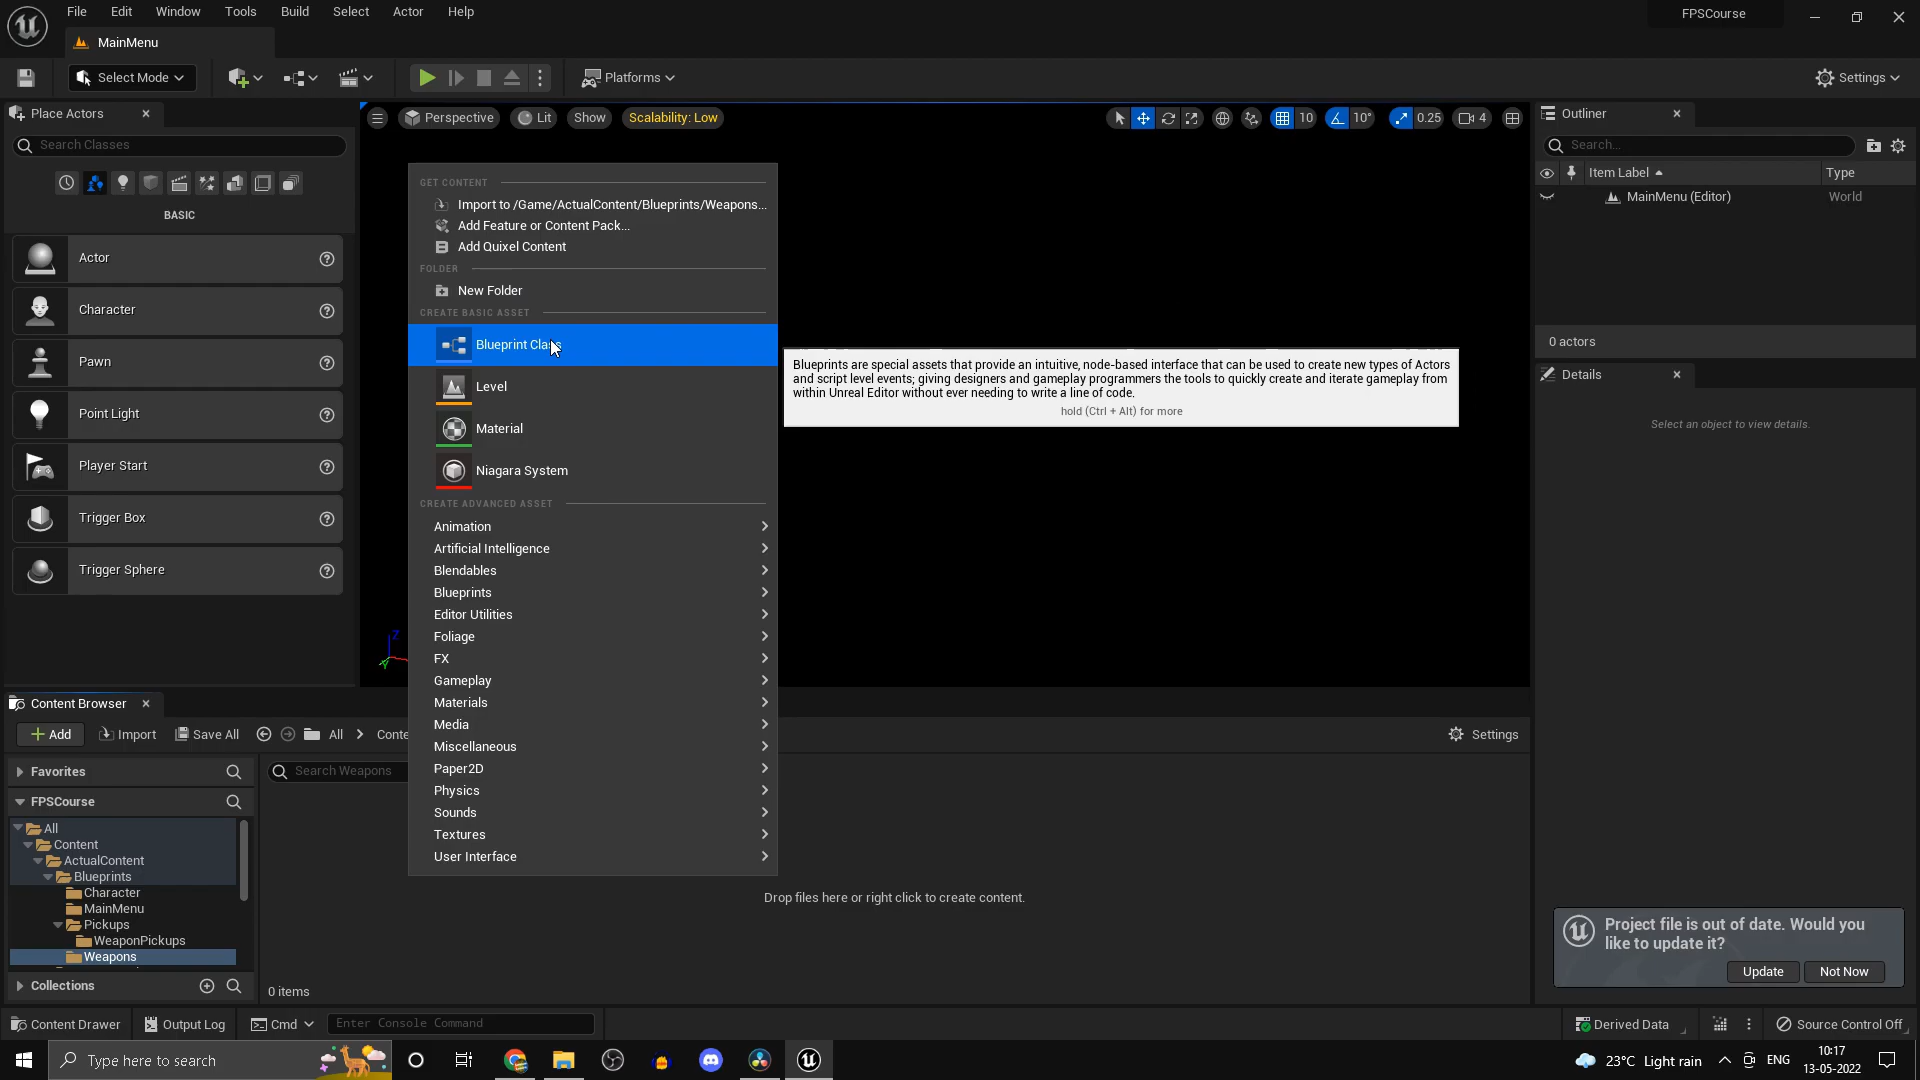 File Edit Window Tools Build Select Actor Help
FPSCourse
MainMenu
Select Mode
Platforms
Settings
Place Actors
Search Classes
BASIC
Actor
Character
Pawn
Point Light
Player Start
Trigger Box
Trigger Sphere
Perspective Lit Show Scalability: Low
10 10° 0.25 4
GET CONTENT
Import to /Game/ActualContent/Blueprints/Weapons...
Add Feature or Content Pack...
Add Quixel Content
FOLDER
New Folder
CREATE BASIC ASSET
Blueprint Class
Level
Material
Niagara System
CREATE ADVANCED ASSET
Animation
Artificial Intelligence
Blendables
Blueprints
Editor Utilities
Foliage
FX
Gameplay
Materials
Media
Miscellaneous
Paper2D
Physics
Sounds
Textures
User Interface
Blueprints are special assets that provide an intuitive, node-based interface that can be used to create new types of Actors
and script level events; giving designers and gameplay programmers the tools to quickly create and iterate gameplay from
within Unreal Editor without ever needing to write a line of code.
hold (Ctrl + Alt) for more
Z
Y
Outliner
Search...
Item Label Type
MainMenu (Editor) World
0 actors
Details
Select an object to view details.
Content Browser
Add Import Save All All Conte
Settings
Favorites
Search Weapons
FPSCourse
All
Content
ActualContent
Blueprints
Character
MainMenu
Pickups
WeaponPickups
Weapons
Collections
Drop files here or right click to create content.
0 items
Project file is out of date. Would you
like to update it?
Update Not Now
Content Drawer Output Log Cmd Enter Console Command
Derived Data Source Control Off
Type here to search
23°C Light rain ENG
10:17
13-05-2022